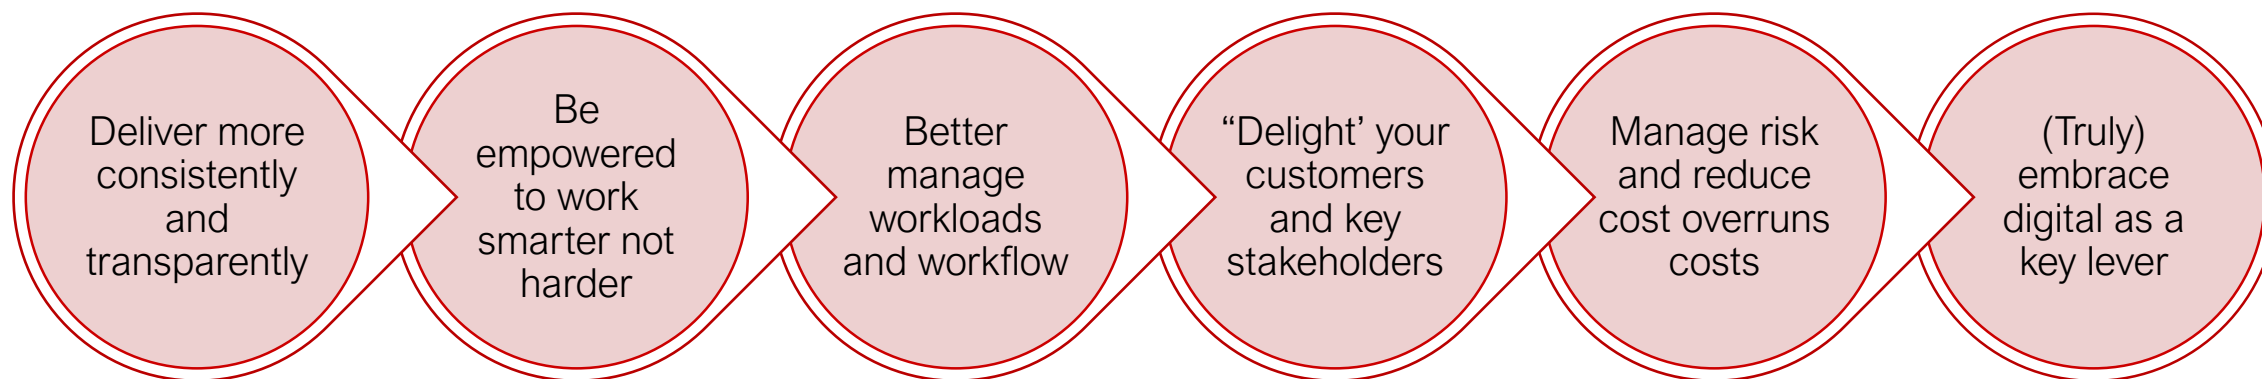 Deliver more
consistently
and
transparently
Be
empowered
to work
smarter not
harder
Better
manage
workloads
and workflow
“Delight’ your
customers
and key
stakeholders
Manage risk
and reduce
cost overruns
costs
(Truly)
embrace
digital as a
key lever